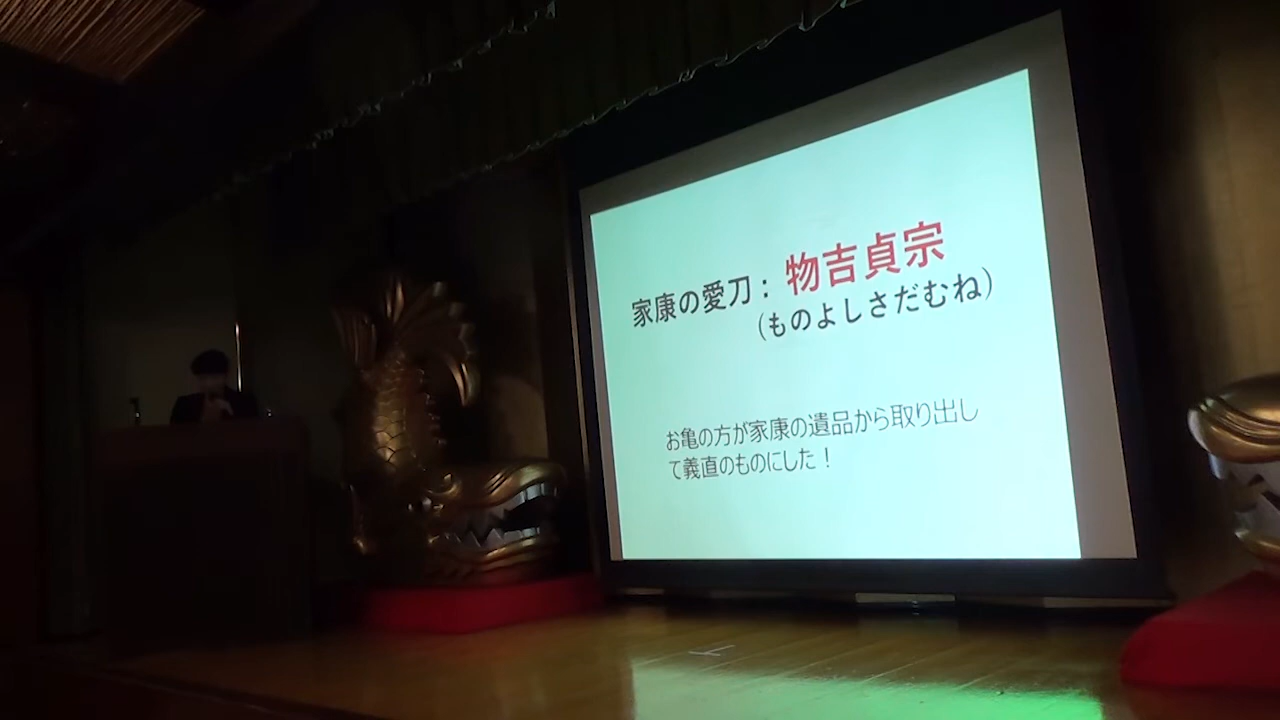 家康の愛刀：物吉貞宗
(ものよしさだむね)
お亀の方が家康の遺品から取り出し
て義直のものにした！